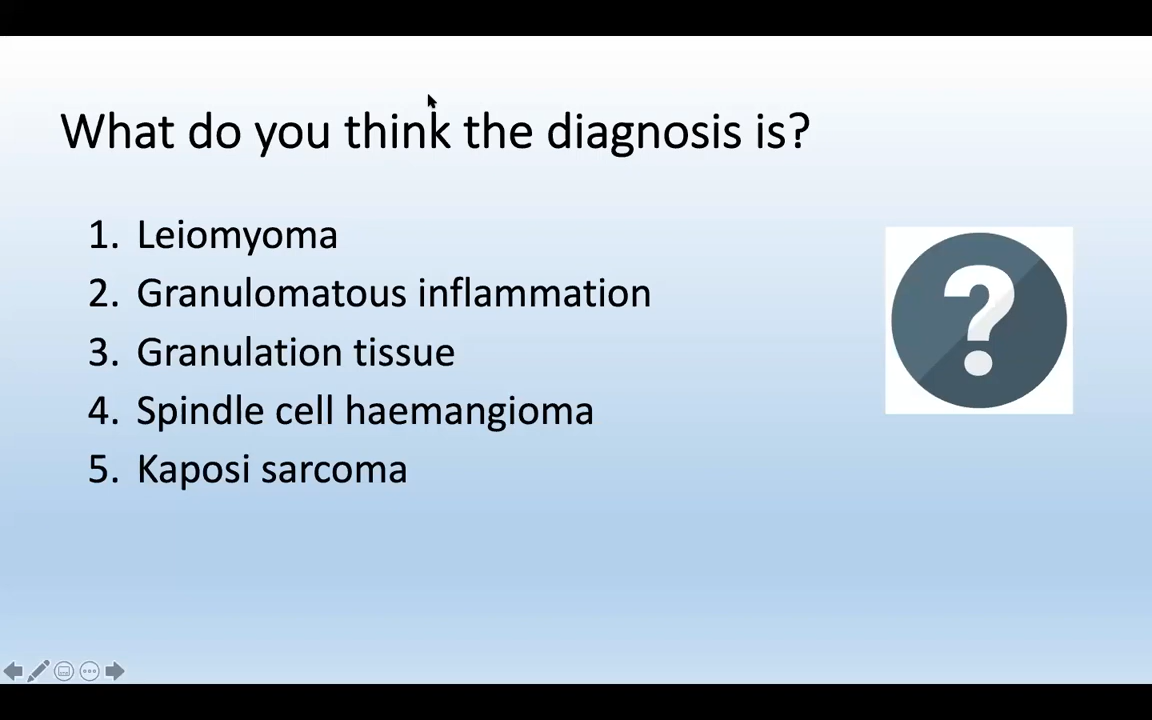 What do you think the diagnosis is?
1. Leiomyoma
2. Granulomatous inflammation
3. Granulation tissue
4. Spindle cell haemangioma
5. Kaposi sarcoma
?